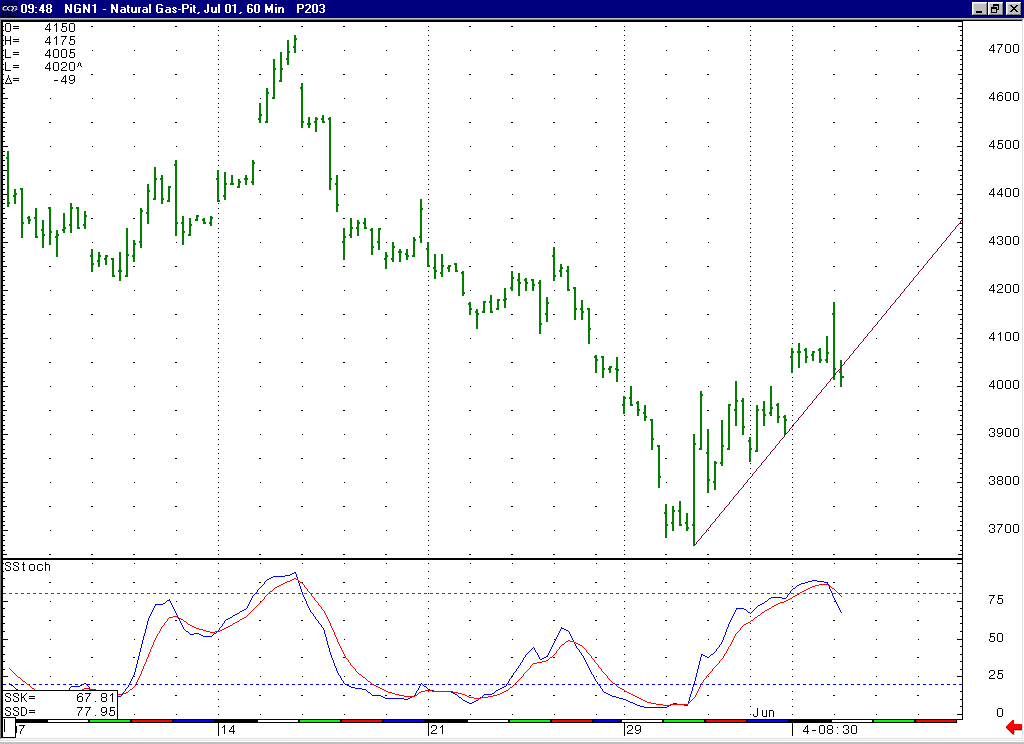 09:48 NGN1 - Natural Gas-Pit, Jul 01, 60 Min P203
O= 4150
H= 4175
L= 4005
L= 4020^
Δ= -49
4700
4600
4500
4400
4300
4200
4100
4000
3900
3800
3700
SStoch
75
50
25
0
SSK= 67.81
SSD= 77.95
Jun
7 14 21 29 4-08:30